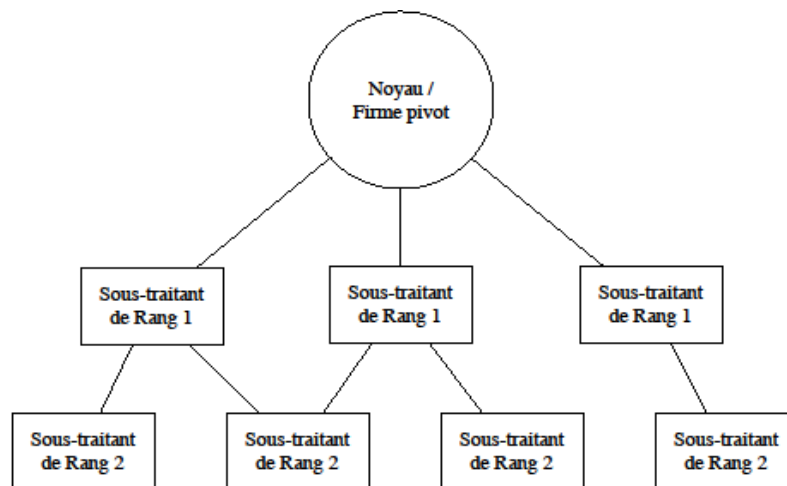 Noyau /
Firme pivot
Sous-traitant
de Rang 1
Sous-traitant
de Rang 1
Sous-traitant
de Rang 1
Sous-traitant
de Rang 2
Sous-traitant
de Rang 2
Sous-traitant
de Rang 2
Sous-traitant
de Rang 2